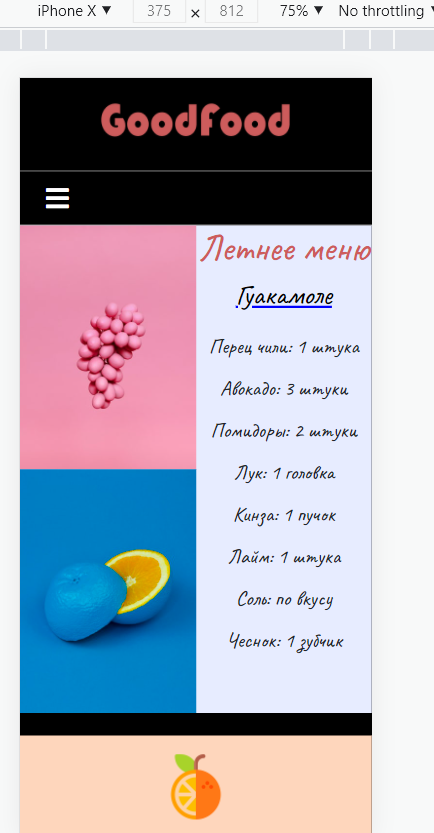 iPhone X ▼ 375 × 812 75% ▼ No throttling
GoodFood
Летнее меню
Гуакамоле
Перец чили: 1 штука
Авокадо: 3 штуки
Помидоры: 2 штуки
Лук: 1 головка
Кинза: 1 пучок
Лайм: 1 штука
Соль: по вкусу
Чеснок: 1 зубчик